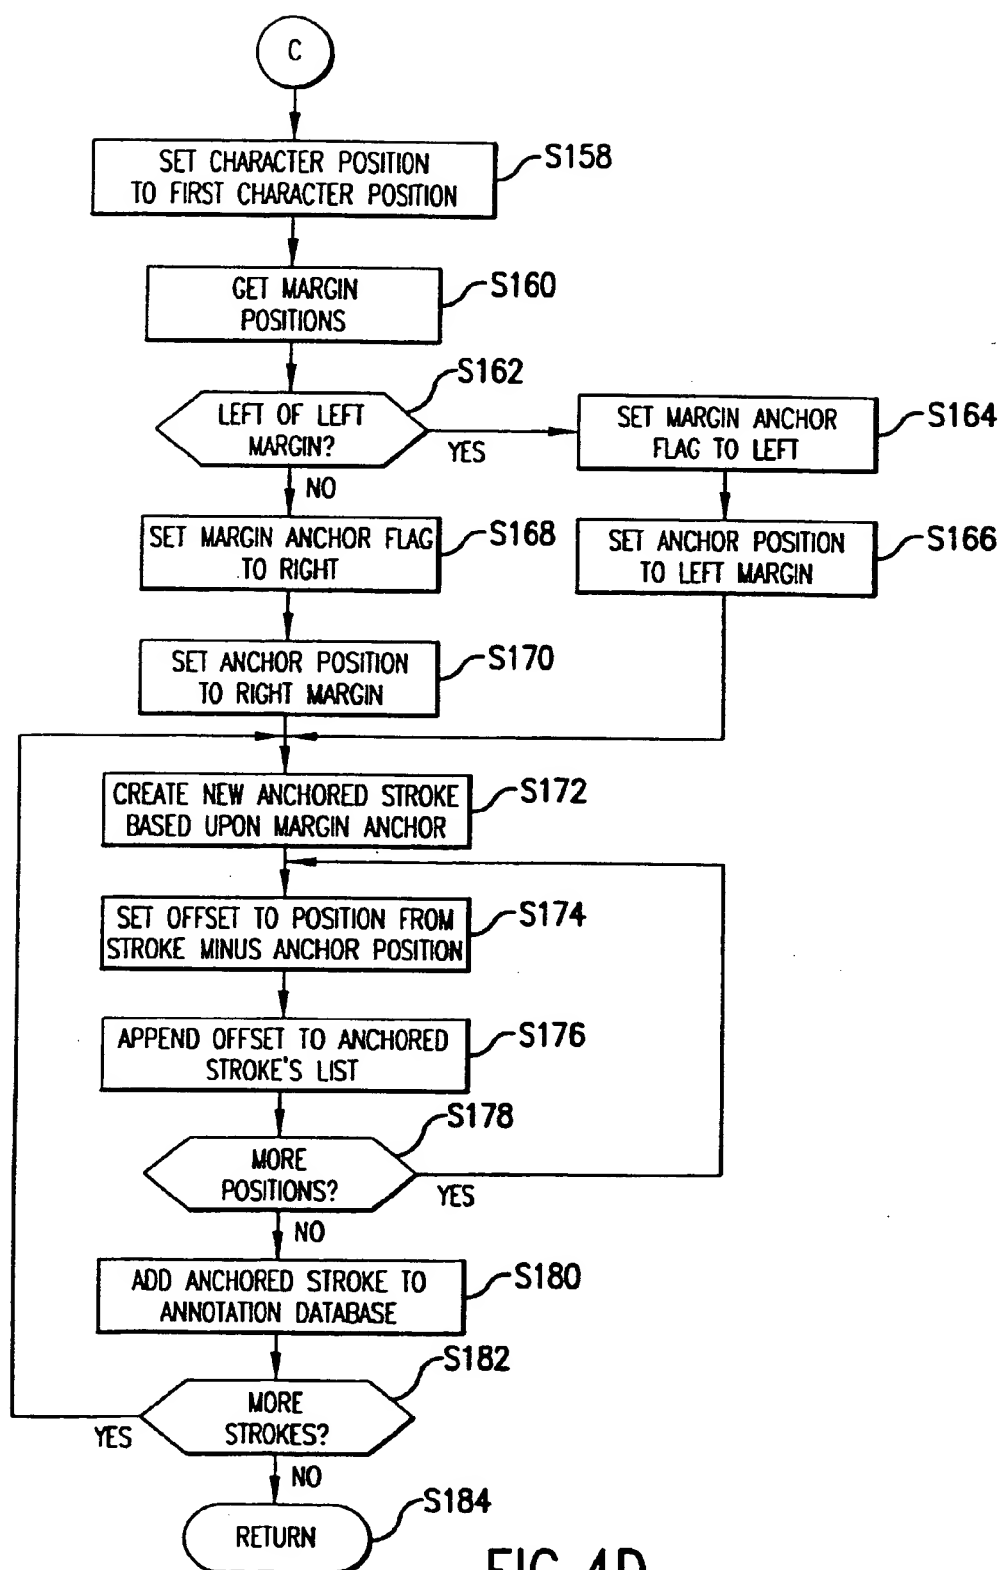 C
SET CHARACTER POSITION
TO FIRST CHARACTER POSITION
S158
GET MARGIN
POSITIONS
S160
LEFT OF LEFT
MARGIN?
S162
YES
NO
SET MARGIN ANCHOR
FLAG TO LEFT
S164
SET ANCHOR POSITION
TO LEFT MARGIN
S166
SET MARGIN ANCHOR FLAG
TO RIGHT
S168
SET ANCHOR POSITION
TO RIGHT MARGIN
S170
CREATE NEW ANCHORED STROKE
BASED UPON MARGIN ANCHOR
S172
SET OFFSET TO POSITION FROM
STROKE MINUS ANCHOR POSITION
S174
APPEND OFFSET TO ANCHORED
STROKE'S LIST
S176
MORE
POSITIONS?
S178
YES
NO
ADD ANCHORED STROKE TO
ANNOTATION DATABASE
S180
MORE
STROKES?
S182
YES
NO
RETURN
S184
FIG. 4D